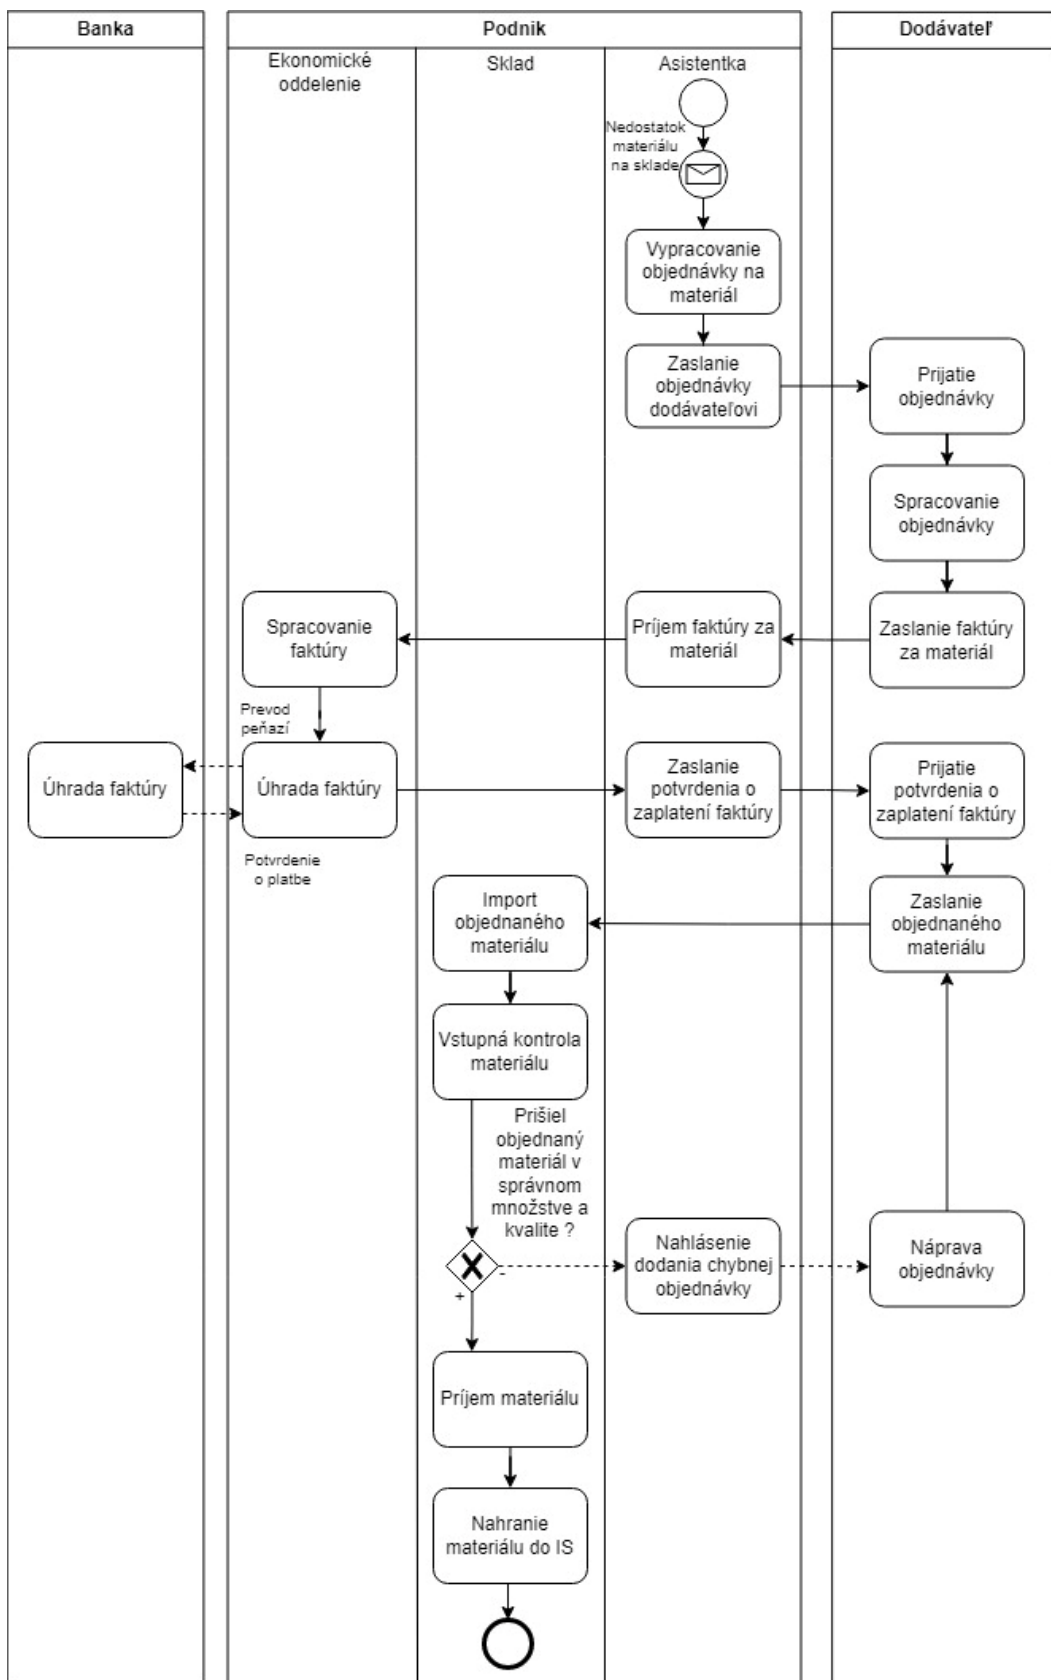 Banka
Podnik
Dodávateľ
Ekonomické
oddelenie
Sklad
Asistentka
Nedostatok
materiálu
na sklade
Vypracovanie
objednávky na
materiál
Zaslanie
objednávky
dodávateľovi
Prijatie
objednávky
Spracovanie
objednávky
Spracovanie
faktúry
Príjem faktúry za
materiál
Zaslanie faktúry
za materiál
Prevod
peňazí
Úhrada faktúry
Úhrada faktúry
Zaslanie
potvrdenia o
zaplatení faktúry
Prijatie
potvrdenia o
zaplatení faktúry
Potvrdenie
o platbe
Import
objednaného
materiálu
Zaslanie
objednaného
materiálu
Vstupná kontrola
materiálu
Prišiel
objednaný
materiál v
správnom
množstve a
kvalite ?
-
+
Nahlásenie
dodania chybnej
objednávky
Náprava
objednávky
Príjem materiálu
Nahranie
materiálu do IS